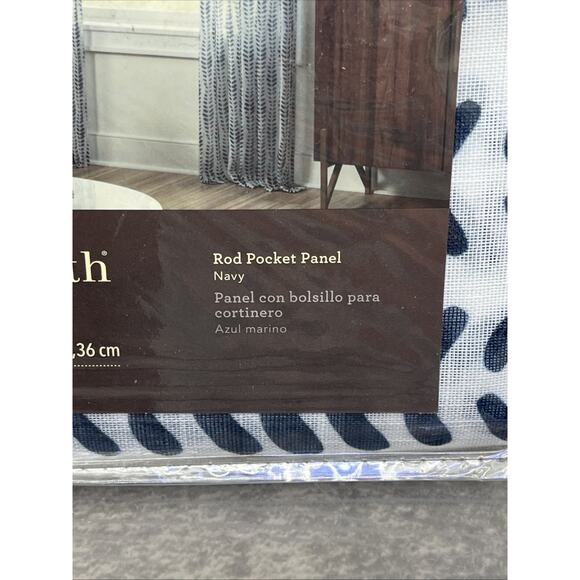 th®
Rod Pocket Panel
Navy
Panel con bolsillo para
cortinero
Azul marino
,36 cm